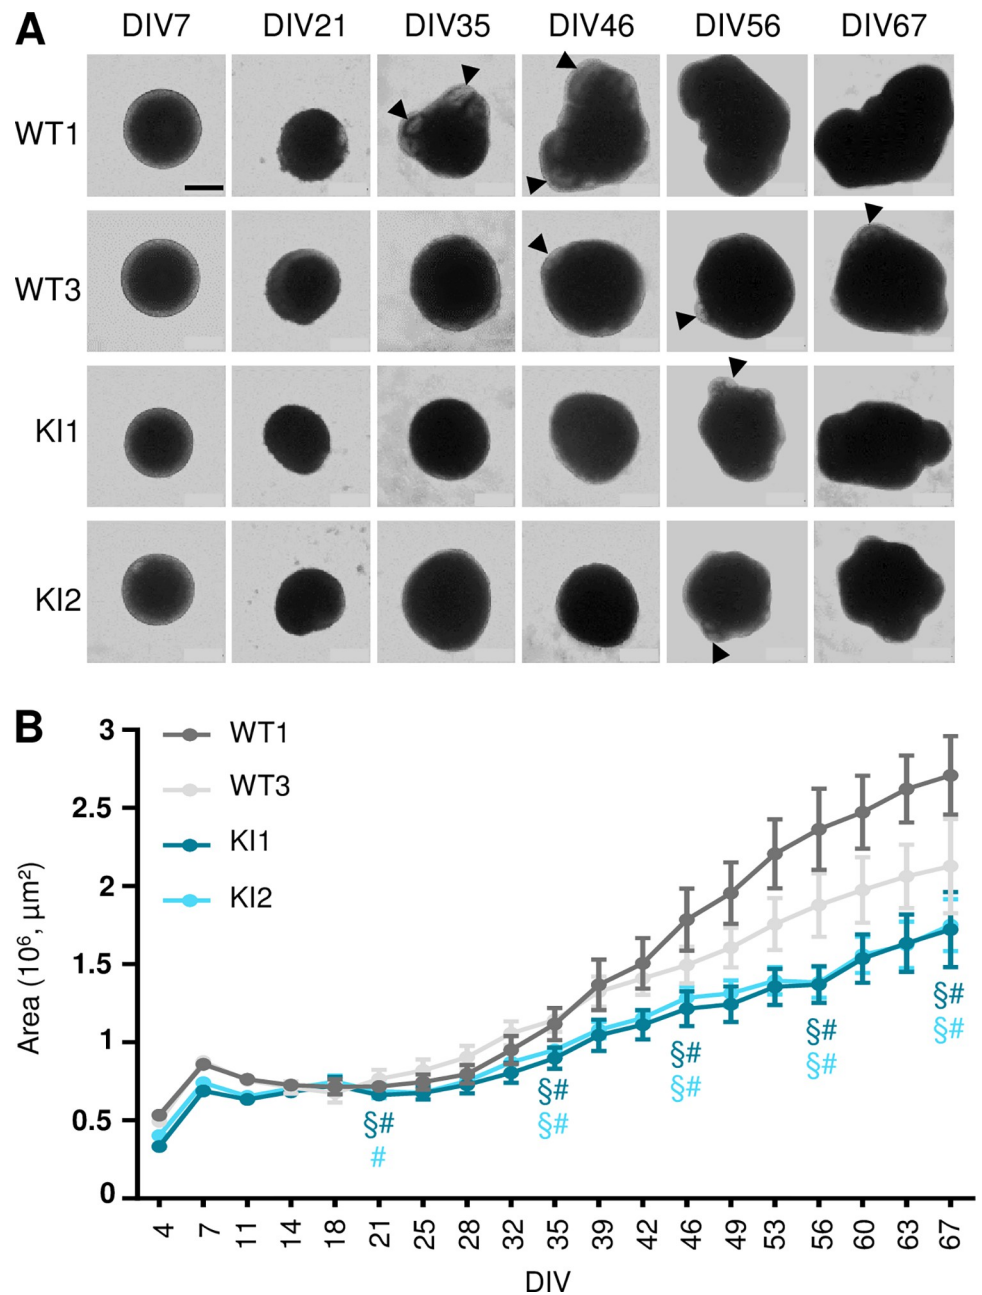 A
DIV7 DIV21 DIV35 DIV46 DIV56 DIV67
WT1
WT3
KI1
KI2
B
WT1
WT3
KI1
KI2
Area (10⁶, µm²)
3
2.5
2
1.5
1
0.5
0
§# §# §# §# §#
# §# §# §# §#
4 7 11 14 18 21 25 28 32 35 39 42 46 49 53 56 60 63 67
DIV